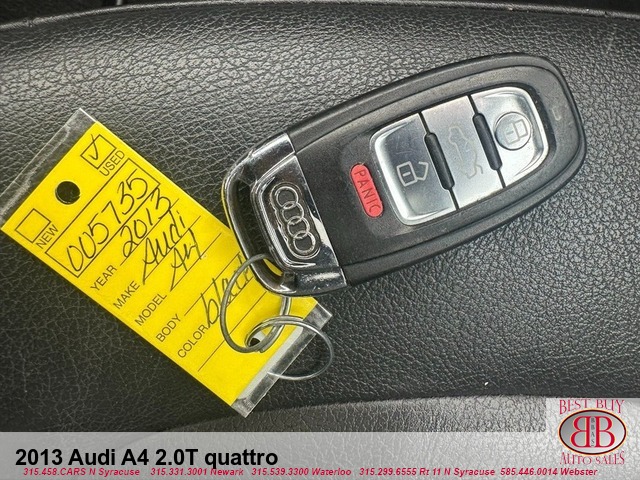 USED
NEW
005735
YEAR 2013
MAKE Audi
MODEL A4
BODY
COLOR black
PANIC
BEST BUY
BB
AUTO SALES
2013 Audi A4 2.0T quattro
315.458.CARS N Syracuse 315.331.3001 Newark 315.539.3300 Waterloo 315.299.6555 Rt 11 N Syracuse 585.446.0014 Webster